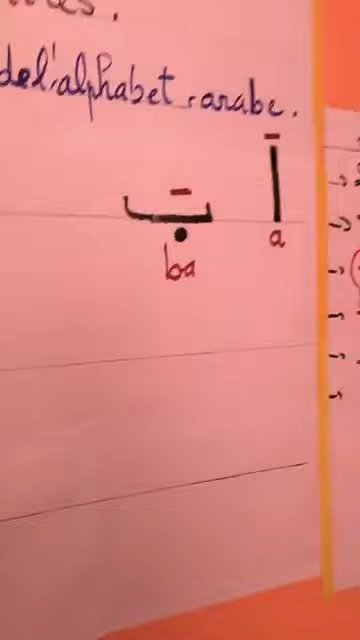 del'alphabet arabe.
بَ اَ
ba a